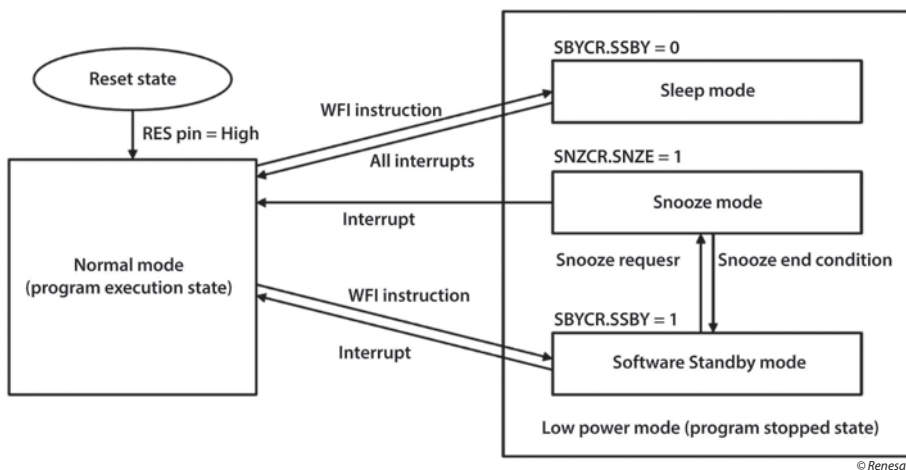 SBYCR.SSBY = 0
Reset state
Sleep mode
WFI instruction
RES pin = High
All interrupts
SNZCR.SNZE = 1
Snooze mode
Interrupt
Normal mode
(program execution state)
Snooze requesr
Snooze end condition
WFI instruction
SBYCR.SSBY = 1
Interrupt
Software Standby mode
Low power mode (program stopped state)
© Renesa